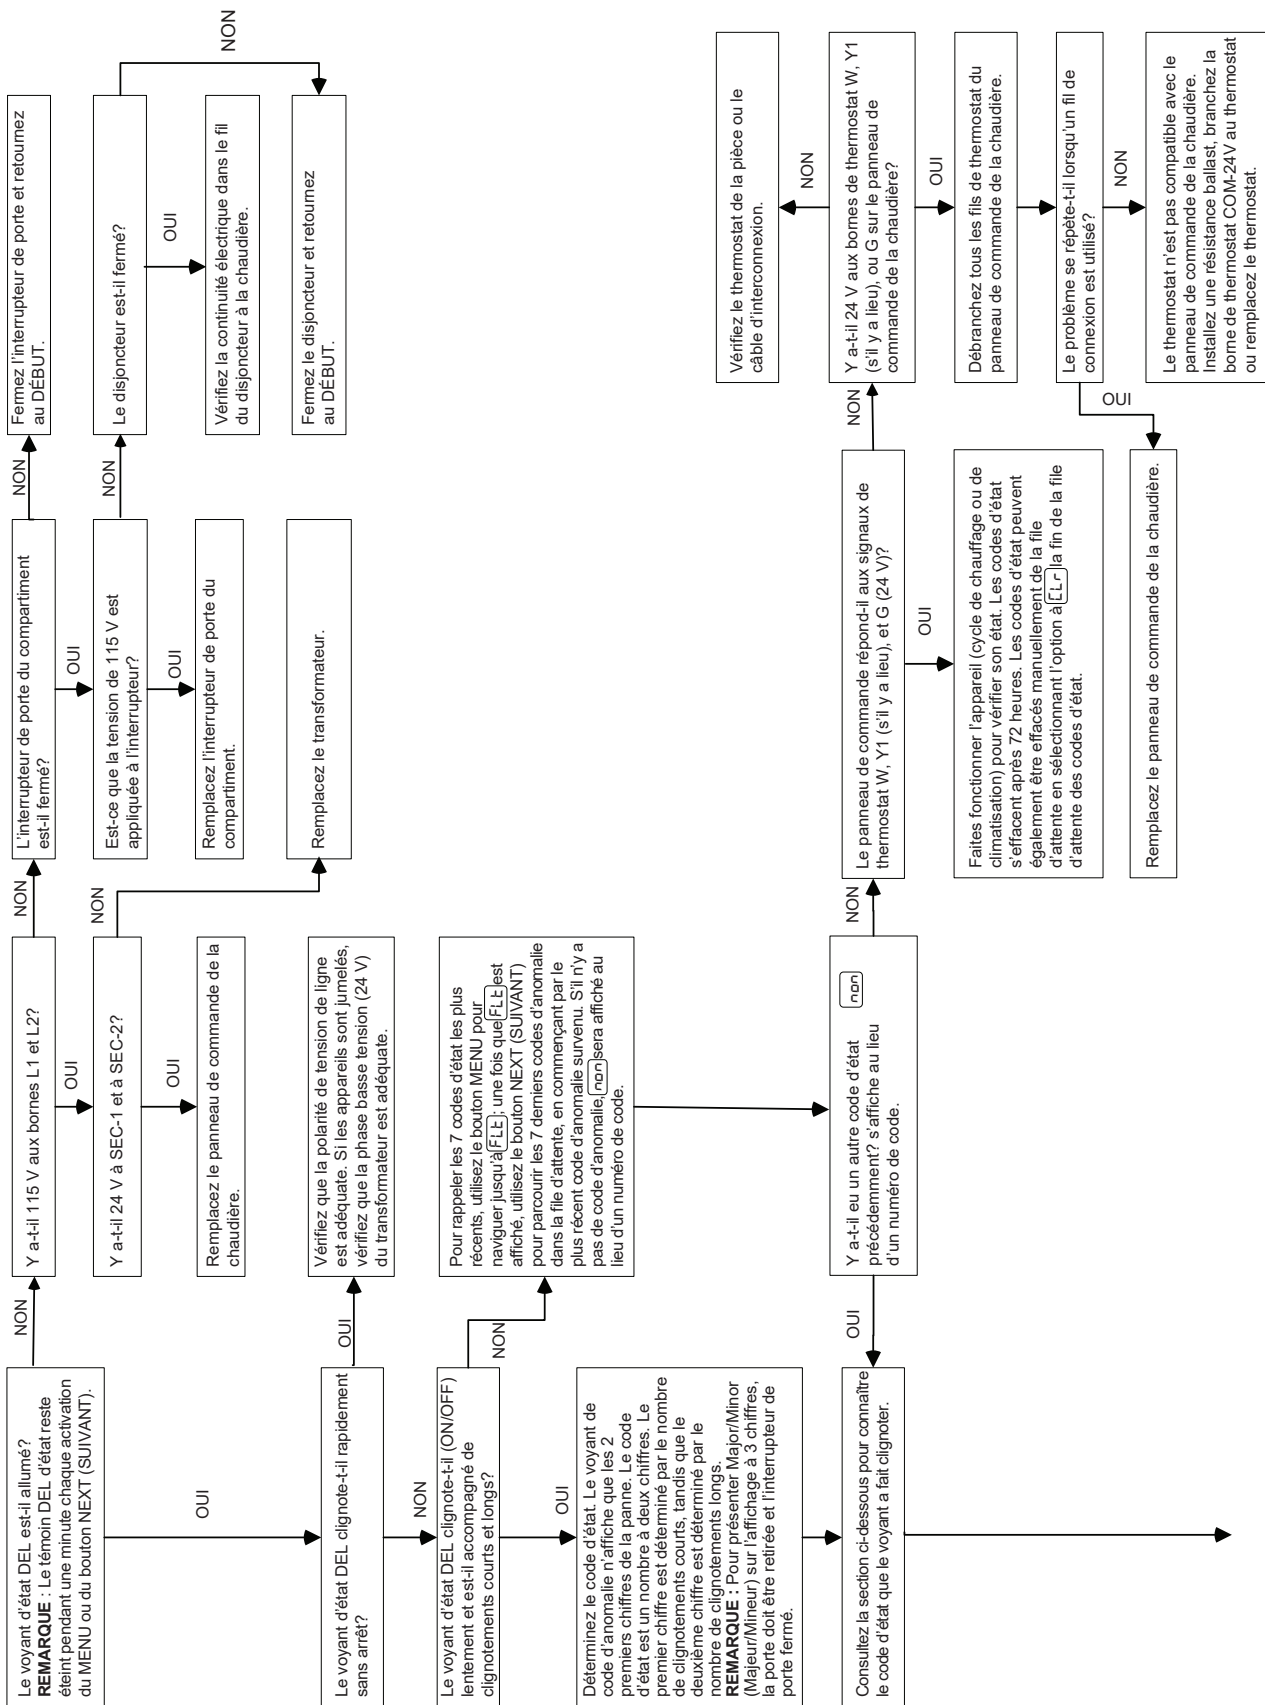 Le voyant d'état DEL est-il allumé?
REMARQUE : Le témoin DEL d'état reste
éteint pendant une minute chaque activation
du MENU ou du bouton NEXT (SUIVANT).
NON
Y a-t-il 115 V aux bornes L1 et L2?
NON
L'interrupteur de porte du compartiment
est-il fermé?
NON
Fermez l'interrupteur de porte et retournez
au DÉBUT.
OUI
OUI
Y a-t-il 24 V à SEC-1 et à SEC-2?
Est-ce que la tension de 115 V est
appliquée à l'interrupteur?
NON
Le disjoncteur est-il fermé?
NON
OUI
OUI
OUI
Remplacez le panneau de commande de la
chaudière.
NON
Remplacez l'interrupteur de porte du
compartiment.
Vérifiez la continuité électrique dans le fil
du disjoncteur à la chaudière.
OUI
Remplacez le transformateur.
Fermez le disjoncteur et retournez
au DÉBUT.
Le voyant d'état DEL clignote-t-il rapidement
sans arrêt?
OUI
Vérifiez que la polarité de tension de ligne
est adéquate. Si les appareils sont jumelés,
vérifiez que la phase basse tension (24 V)
du transformateur est adéquate.
NON
Le voyant d'état DEL clignote-t-il (ON/OFF)
lentement et est-il accompagné de
clignotements courts et longs?
NON
Pour rappeler les 7 codes d'état les plus
récents, utilisez le bouton MENU pour
naviguer jusqu'à FLt ; une fois que FLt est
affiché, utilisez le bouton NEXT (SUIVANT)
pour parcourir les 7 derniers codes d'anomalie
dans la file d'attente, en commençant par le
plus récent code d'anomalie survenu. S'il n'y a
pas de code d'anomalie, non sera affiché au
lieu d'un numéro de code.
OUI
Déterminez le code d'état. Le voyant de
code d'anomalie n'affiche que les 2
premiers chiffres de la panne. Le code
d'état est un nombre à deux chiffres. Le
premier chiffre est déterminé par le nombre
de clignotements courts, tandis que le
deuxième chiffre est déterminé par le
nombre de clignotements longs.
REMARQUE : Pour présenter Major/Minor
(Majeur/Mineur) sur l'affichage à 3 chiffres,
la porte doit être retirée et l'interrupteur de
porte fermé.
Consultez la section ci-dessous pour connaître
le code d'état que le voyant a fait clignoter.
OUI
Y a-t-il eu un autre code d'état
précédemment? s'affiche au lieu
d'un numéro de code.
non
NON
Le panneau de commande répond-il aux signaux de
thermostat W, Y1 (s'il y a lieu), et G (24 V)?
NON
Y a-t-il 24 V aux bornes de thermostat W, Y1
(s'il y a lieu), ou G sur le panneau de
commande de la chaudière?
NON
Vérifiez le thermostat de la pièce ou le
câble d'interconnexion.
OUI
Faites fonctionner l'appareil (cycle de chauffage ou de
climatisation) pour vérifier son état. Les codes d'état
s'effacent après 72 heures. Les codes d'état peuvent
également être effacés manuellement de la file
d'attente en sélectionnant l'option à CLr la fin de la file
d'attente des codes d'état.
OUI
Débranchez tous les fils de thermostat du
panneau de commande de la chaudière.
Le problème se répète-t-il lorsqu'un fil de
connexion est utilisé?
OUI
Remplacez le panneau de commande de la chaudière.
NON
Le thermostat n'est pas compatible avec le
panneau de commande de la chaudière.
Installez une résistance ballast, branchez la
borne de thermostat COM-24V au thermostat
ou remplacez le thermostat.